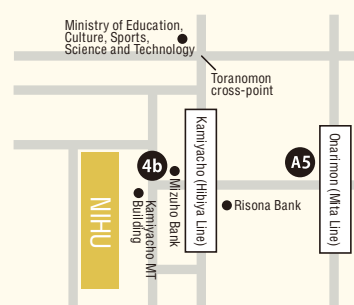 Ministry of Education,
Culture, Sports,
Science and Technology
Toranomon
cross-point
Kamiyacho (Hibiya Line)
Onarimon (Mita Line)
4b
A5
Mizuho Bank
Kamiyacho MT
Building
Risona Bank
NIHU